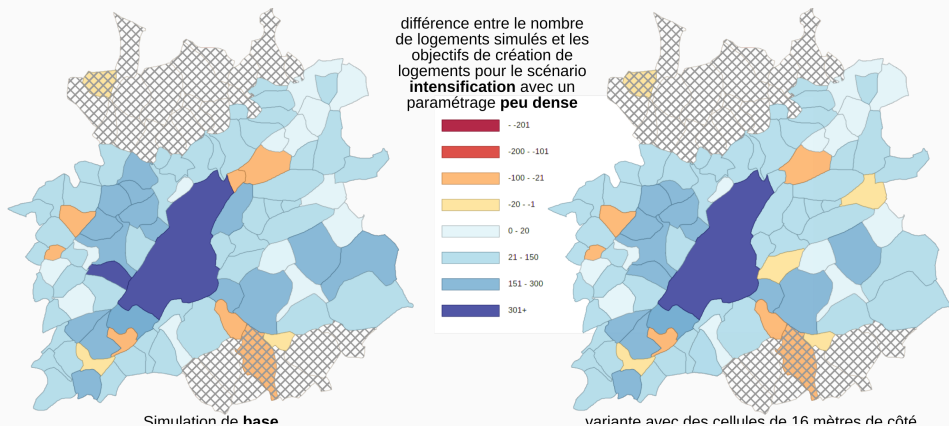 différence entre le nombre
de logements simulés et les
objectifs de création de
logements pour le scénario
intensification avec un
paramétrage peu dense
- -201
-200 - -101
-100 - -21
-20 - -1
0 - 20
21 - 150
151 - 300
301+
Simulation de base
variante avec des cellules de 16 mètres de côté